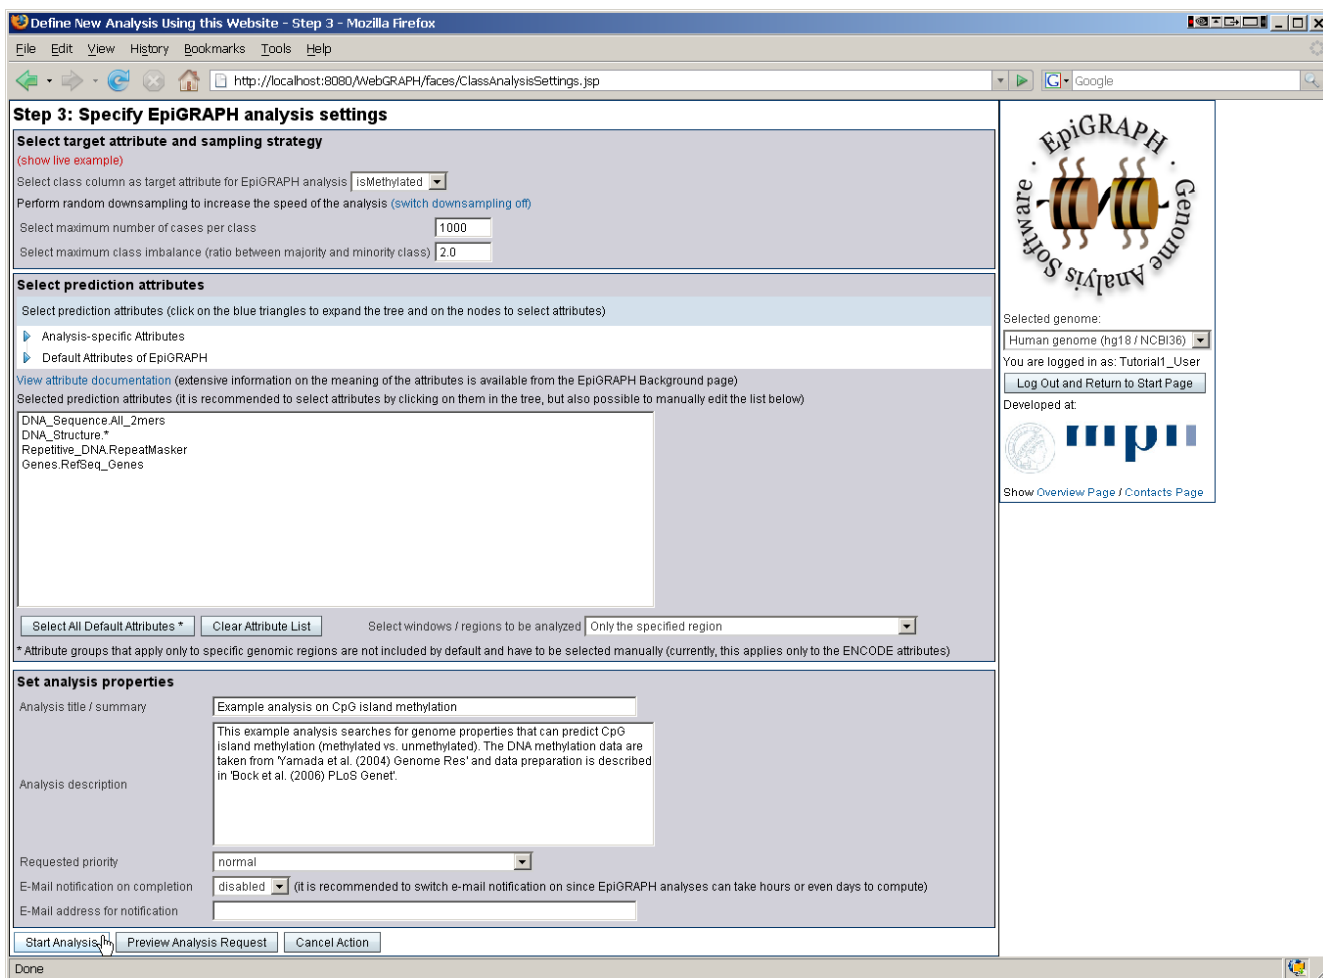 Define New Analysis Using this Website - Step 3 - Mozilla Firefox
File Edit View History Bookmarks Tools Help
http://localhost:8080/WebGRAPH/faces/ClassAnalysisSettings.jsp
G Google
Step 3: Specify EpiGRAPH analysis settings
Select target attribute and sampling strategy
(show live example)
Select class column as target attribute for EpiGRAPH analysis isMethylated
Perform random downsampling to increase the speed of the analysis (switch downsampling off)
Select maximum number of cases per class 1000
Select maximum class imbalance (ratio between majority and minority class) 2.0
Select prediction attributes
Select prediction attributes (click on the blue triangles to expand the tree and on the nodes to select attributes)
Analysis-specific Attributes
Default Attributes of EpiGRAPH
View attribute documentation (extensive information on the meaning of the attributes is available from the EpiGRAPH Background page)
Selected prediction attributes (it is recommended to select attributes by clicking on them in the tree, but also possible to manually edit the list below)
DNA_Sequence.All_2mers
DNA_Structure.*
Repetitive_DNA.RepeatMasker
Genes.RefSeq_Genes
Select All Default Attributes * Clear Attribute List Select windows / regions to be analyzed Only the specified region
* Attribute groups that apply only to specific genomic regions are not included by default and have to be selected manually (currently, this applies only to the ENCODE attributes)
Set analysis properties
Analysis title / summary Example analysis on CpG island methylation
Analysis description
This example analysis searches for genome properties that can predict CpG
island methylation (methylated vs. unmethylated). The DNA methylation data are
taken from 'Yamada et al. (2004) Genome Res' and data preparation is described
in 'Bock et al. (2006) PLoS Genet'.
Requested priority normal
E-Mail notification on completion disabled (it is recommended to switch e-mail notification on since EpiGRAPH analyses can take hours or even days to compute)
E-Mail address for notification
Start Analysis Preview Analysis Request Cancel Action
EpiGRAPH · Genome Analysis Software ·
Selected genome:
Human genome (hg18 / NCBI36)
You are logged in as: Tutorial1_User
Log Out and Return to Start Page
Developed at:
mpii
Show Overview Page / Contacts Page
Done